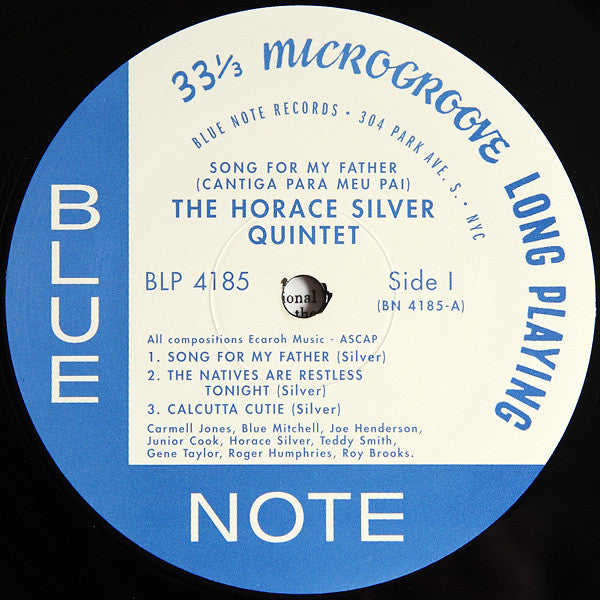 33⅓ MICROGROOVE LONG PLAYING
BLUE NOTE RECORDS • 304 PARK AVE. S. • NYC
SONG FOR MY FATHER
(CANTIGA PARA MEU PAI)
THE HORACE SILVER
QUINTET
BLP 4185
Side I
(BN 4185-A)
ional
the
All compositions Ecaroh Music - ASCAP
1. SONG FOR MY FATHER (Silver)
2. THE NATIVES ARE RESTLESS
TONIGHT (Silver)
3. CALCUTTA CUTIE (Silver)
Carmell Jones, Blue Mitchell, Joe Henderson,
Junior Cook, Horace Silver, Teddy Smith,
Gene Taylor, Roger Humphries, Roy Brooks.
BLUE
NOTE